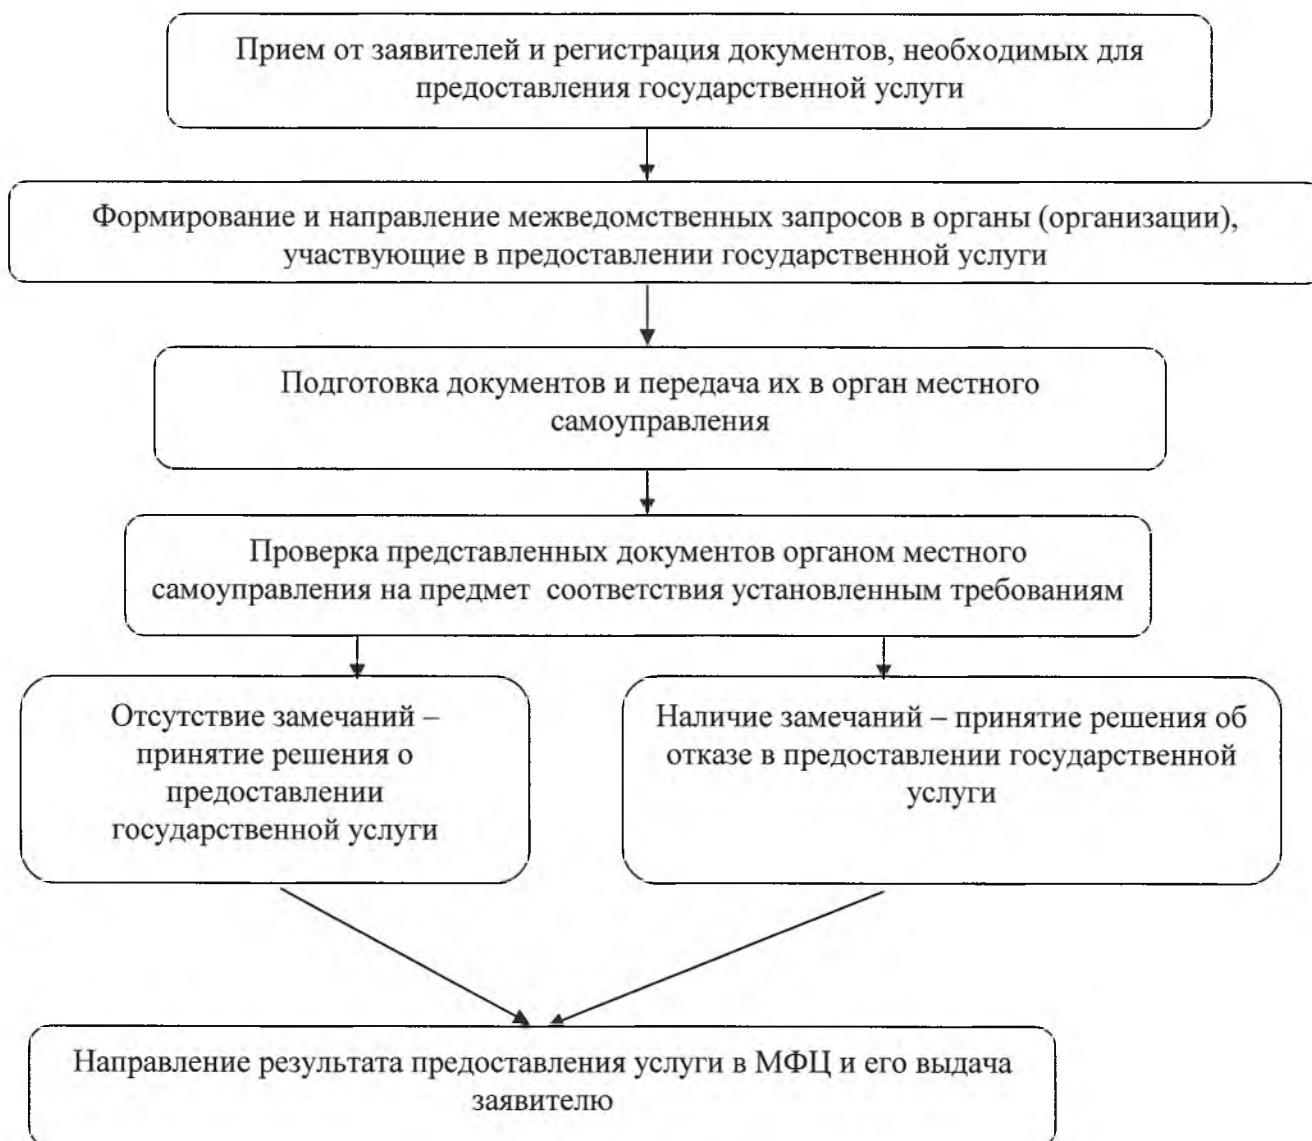 Прием от заявителей и регистрация документов, необходимых для
предоставления государственной услуги
Формирование и направление межведомственных запросов в органы (организации),
участвующие в предоставлении государственной услуги
Подготовка документов и передача их в орган местного
самоуправления
Проверка представленных документов органом местного
самоуправления на предмет соответствия установленным требованиям
Отсутствие замечаний –
принятие решения о
предоставлении
государственной услуги
Наличие замечаний – принятие решения об
отказе в предоставлении государственной
услуги
Направление результата предоставления услуги в МФЦ и его выдача
заявителю